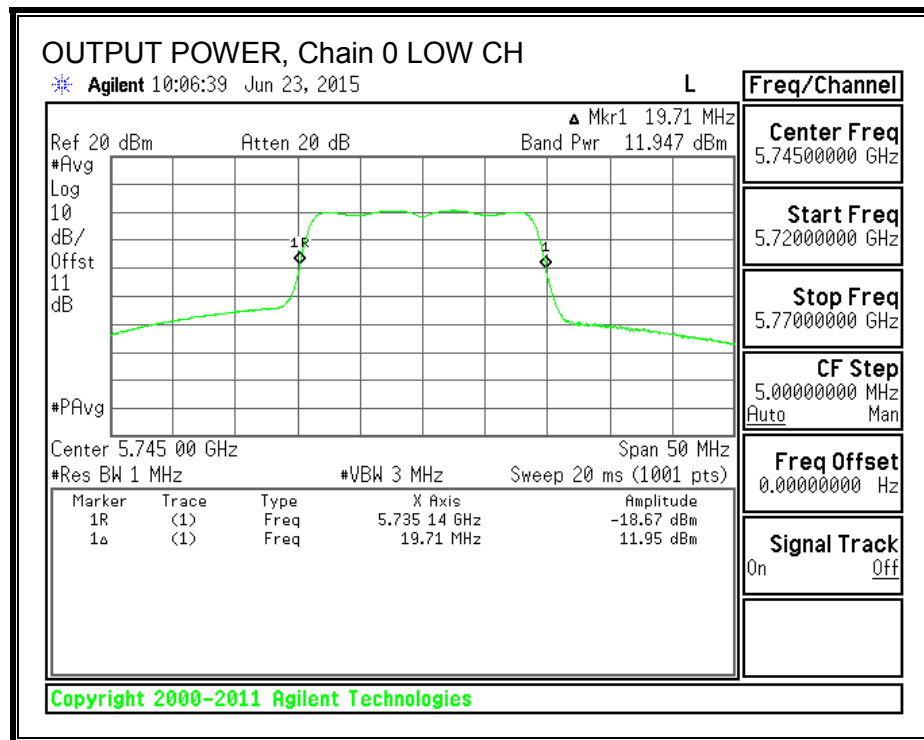 OUTPUT POWER, Chain 0 LOW CH
Agilent 10:06:39 Jun 23, 2015 L
Freq/Channel
Δ Mkr1 19.71 MHz
Ref 20 dBm Atten 20 dB Band Pwr 11.947 dBm
#Avg
Log
10
dB/
Offst
11
dB
#PAvg
1R
1
Center 5.745 00 GHz Span 50 MHz
#Res BW 1 MHz #VBW 3 MHz Sweep 20 ms (1001 pts)
Marker Trace Type X Axis Amplitude
1R (1) Freq 5.735 14 GHz -18.67 dBm
1Δ (1) Freq 19.71 MHz 11.95 dBm
Center Freq
5.74500000 GHz
Start Freq
5.72000000 GHz
Stop Freq
5.77000000 GHz
CF Step
5.00000000 MHz
Auto Man
Freq Offset
0.00000000 Hz
Signal Track
On Off
Copyright 2000-2011 Agilent Technologies